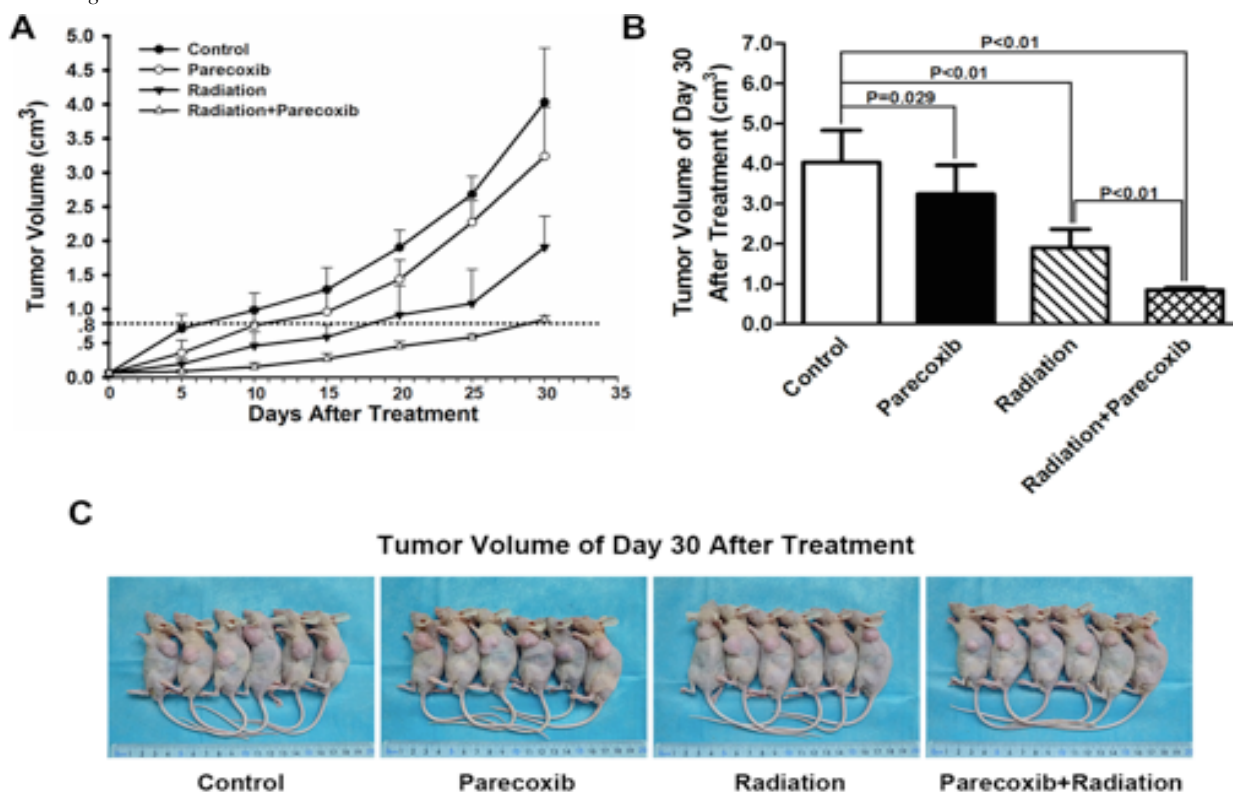 A
Tumor Volume (cm3)
5.0
4.5
4.0
3.5
3.0
2.5
2.0
1.5
1.0
.8
.5
0.0
Control
Parecoxib
Radiation
Radiation+Parecoxib
0 5 10 15 20 25 30 35
Days After Treatment
B
Tumor Volume of Day 30
After Treatment (cm3)
7.0
6.0
5.0
4.0
3.0
2.0
1.0
0.0
P<0.01
P<0.01
P=0.029
P<0.01
Control
Parecoxib
Radiation
Radiation+Parecoxib
C
Tumor Volume of Day 30 After Treatment
Control Parecoxib Radiation Parecoxib+Radiation